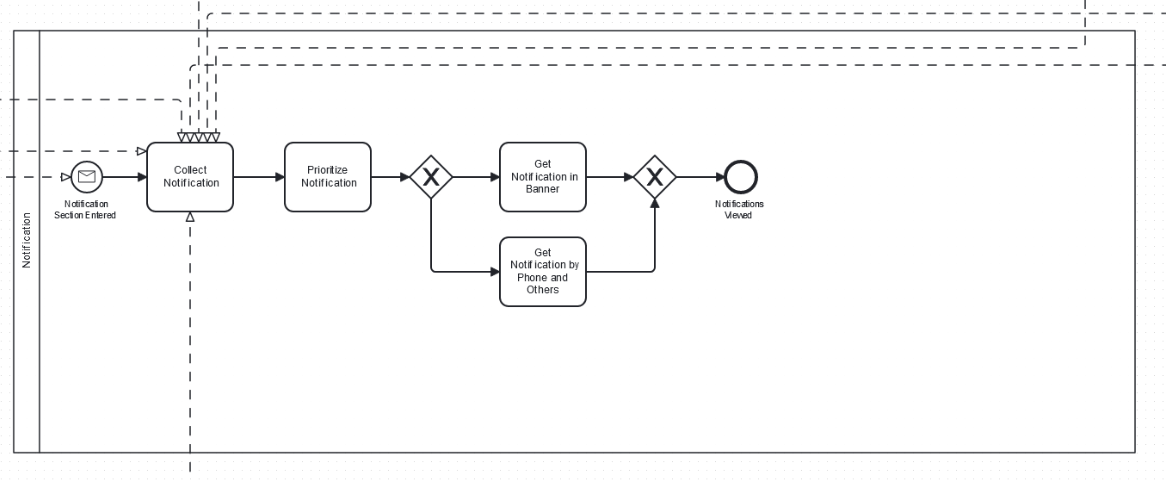 Notification
Notification
Section Entered
Collect
Notification
Prioritize
Notification
Get
Notification in
Banner
Get
Notification by
Phone and
Others
Notifications
Viewed